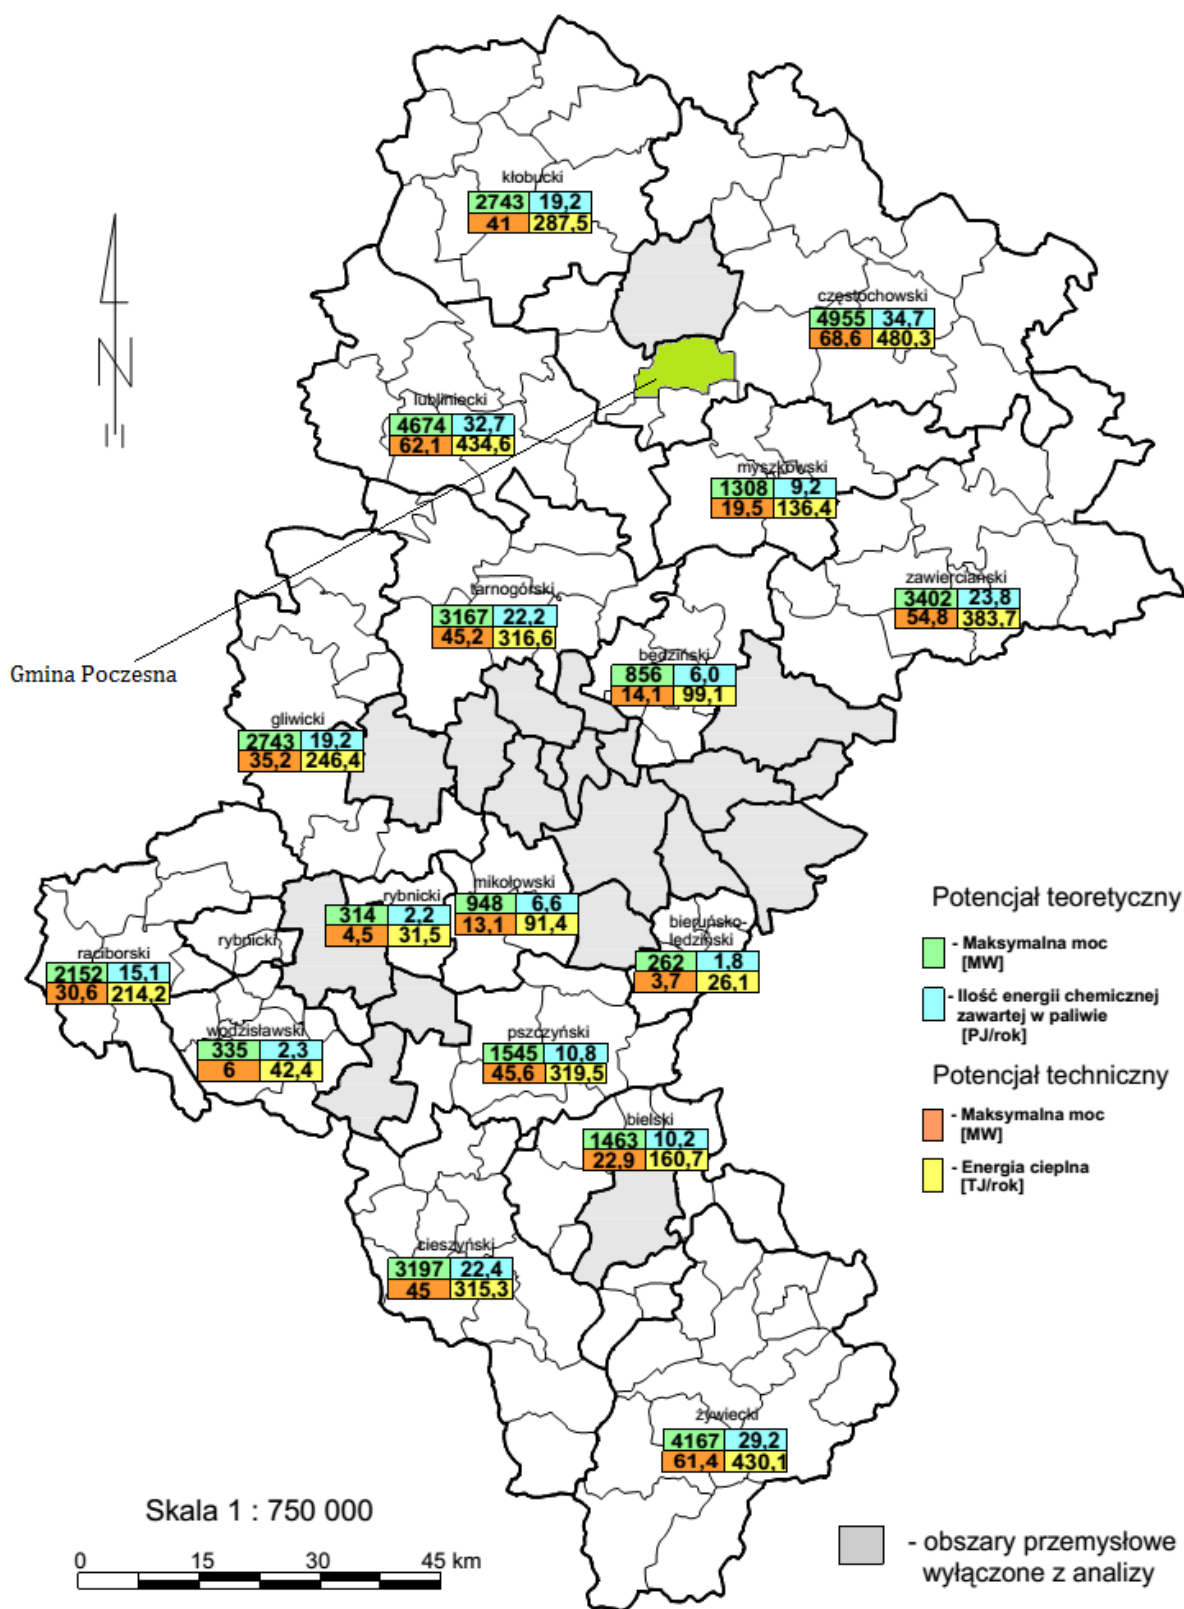 kłobucki
2743 19,2
41 287,5
częstochowski
4955 34,7
68,6 480,3
N
lubliniecki
4674 32,7
62,1 434,6
myszkowski
1308 9,2
19,5 136,4
zawierciański
3402 23,8
54,8 383,7
tarnogórski
3167 22,2
45,2 316,6
Gmina Poczesna
będziński
856 6,0
14,1 99,1
gliwicki
2743 19,2
35,2 246,4
mikołowski
948 6,6
13,1 91,4
rybnicki
314 2,2
4,5 31,5
bieruńsko-
lędziński
262 1,8
3,7 26,1
rybnicki
raciborski
2152 15,1
30,6 214,2
wodzisławski
335 2,3
6 42,4
pszczyński
1545 10,8
45,6 319,5
bielski
1463 10,2
22,9 160,7
cieszyński
3197 22,4
45 315,3
żywiecki
4167 29,2
61,4 430,1
Potencjał teoretyczny
- Maksymalna moc
[MW]
- Ilość energii chemicznej
zawartej w paliwie
[PJ/rok]
Potencjał techniczny
- Maksymalna moc
[MW]
- Energia cieplna
[TJ/rok]
Skala 1 : 750 000
0 15 30 45 km
- obszary przemysłowe
wyłączone z analizy